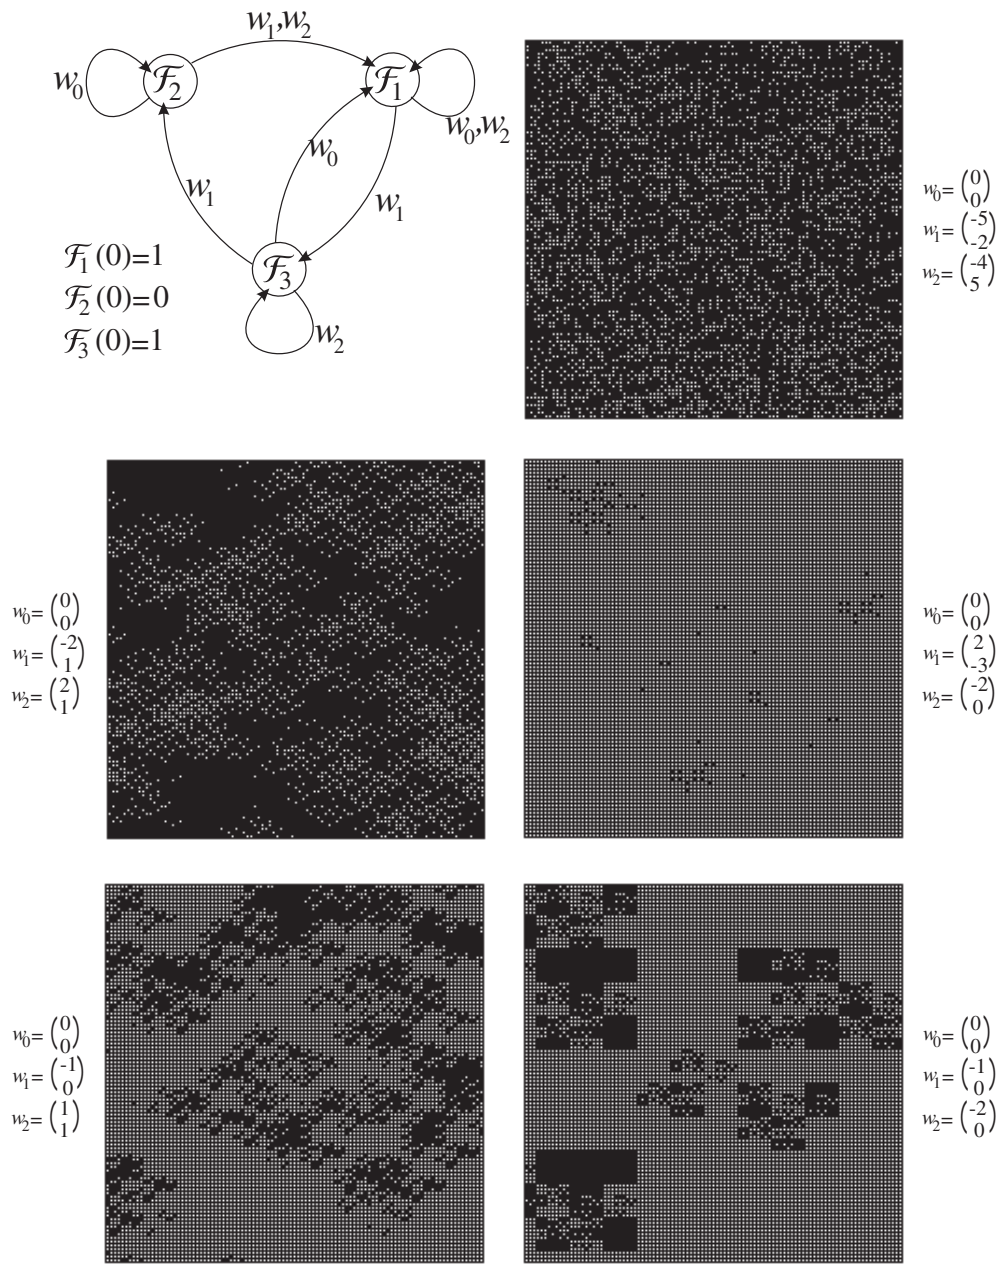 w₁,w₂
w₀
ℱ₂
ℱ₁
w₀,w₂
w₀
w₁
w₁
ℱ₃
w₂
ℱ₁(0)=1
ℱ₂(0)=0
ℱ₃(0)=1
w₀= (0 0)
w₁= (-5 -2)
w₂= (-4 5)
w₀= (0 0)
w₁= (-2 1)
w₂= (2 1)
w₀= (0 0)
w₁= (2 -3)
w₂= (-2 0)
w₀= (0 0)
w₁= (-1 0)
w₂= (1 1)
w₀= (0 0)
w₁= (-1 0)
w₂= (-2 0)